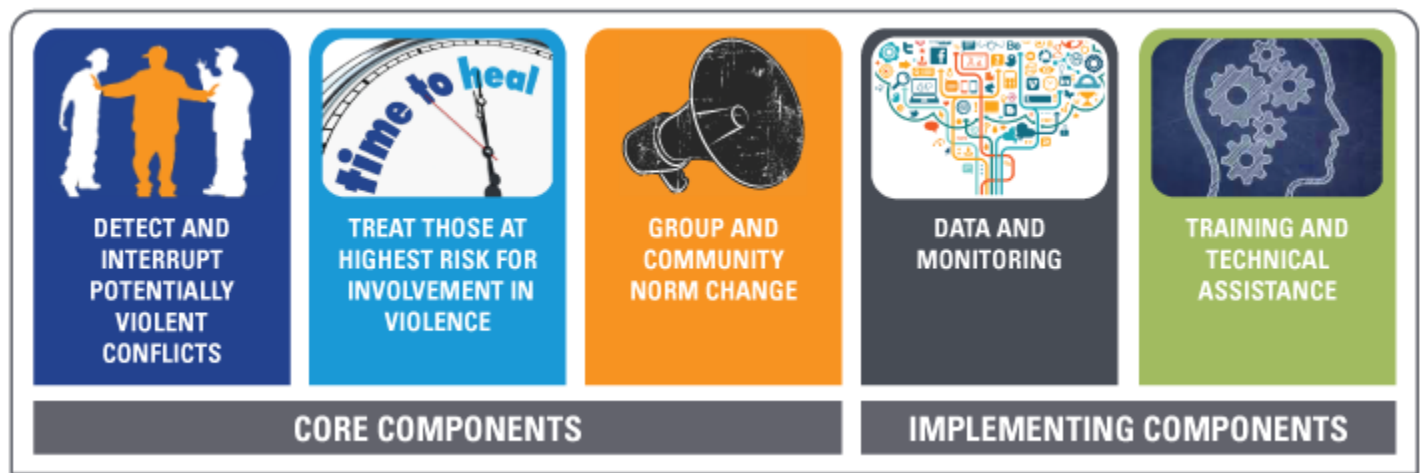 time to heal
DETECT AND
INTERRUPT
POTENTIALLY
VIOLENT
CONFLICTS
TREAT THOSE AT
HIGHEST RISK FOR
INVOLVEMENT IN
VIOLENCE
GROUP AND
COMMUNITY
NORM CHANGE
DATA AND
MONITORING
TRAINING AND
TECHNICAL
ASSISTANCE
CORE COMPONENTS
IMPLEMENTING COMPONENTS